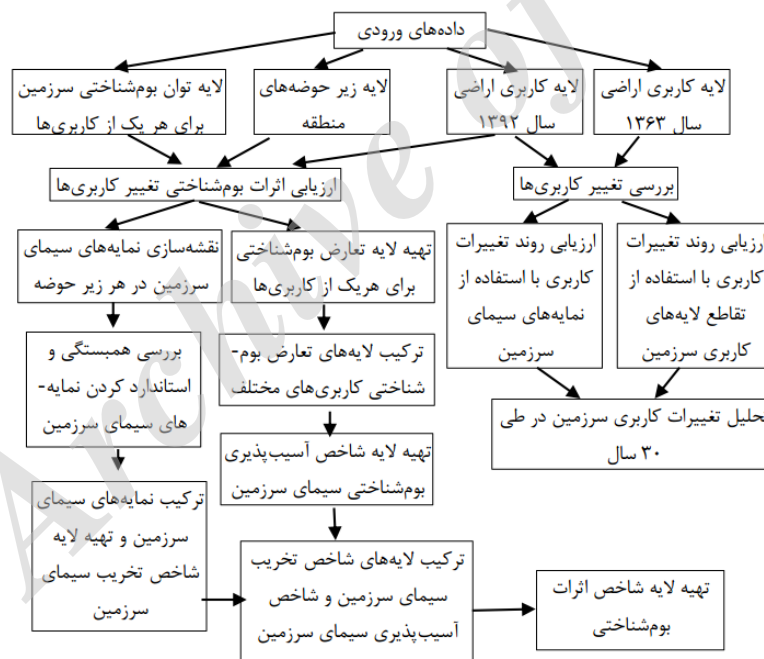 داده‌های ورودی
لایه کاربری اراضی
سال ۱۳۶۳
لایه کاربری اراضی
سال ۱۳۹۲
لایه زیر حوضه‌های
منطقه
لایه توان بوم‌شناختی سرزمین
برای هر یک از کاربری‌ها
بررسی تغییر کاربری‌ها
ارزیابی اثرات بوم‌شناختی تغییر کاربری‌ها
ارزیابی روند تغییرات
کاربری با استفاده از
تقاطع لایه‌های
کاربری سرزمین
ارزیابی روند تغییرات
کاربری با استفاده از
نمایه‌های سیمای
سرزمین
تهیه لایه تعارض بوم‌شناختی
برای هریک از کاربری‌ها
نقشه‌سازی نمایه‌های سیمای
سرزمین در هر زیر حوضه
تحلیل تغییرات کاربری سرزمین در طی
۳۰ سال
ترکیب لایه‌های تعارض بوم-
شناختی کاربری‌های مختلف
بررسی همبستگی و
استاندارد کردن نمایه-
های سیمای سرزمین
تهیه لایه شاخص آسیب‌پذیری
بوم‌شناختی سیمای سرزمین
ترکیب نمایه‌های سیمای
سرزمین و تهیه لایه
شاخص تخریب سیمای
سرزمین
ترکیب لایه‌های شاخص تخریب
سیمای سرزمین و شاخص
آسیب‌پذیری سیمای سرزمین
تهیه لایه شاخص اثرات
بوم‌شناختی
Archive of